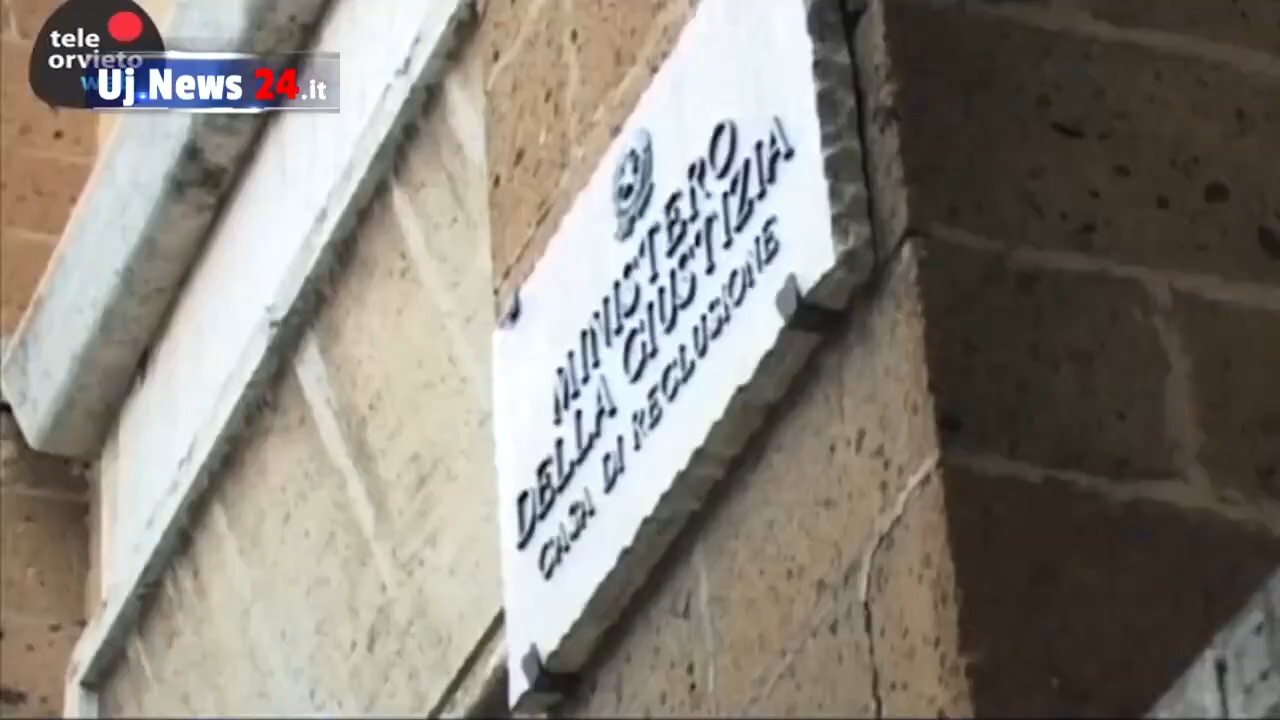 tele
orvieto
Uj.News 24.it
MINISTERO
DELLA GIUSTIZIA
CASA DI RECLUSIONE